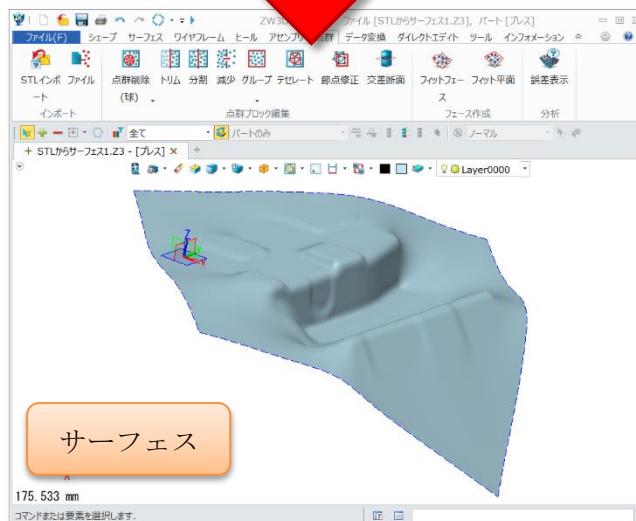 ZW3D
ファイル [STLからサーフェス1.Z3], パート [プレス]
ファイル(F) シェープ サーフェス ワイヤフレーム ヒール アセンブリ 点群 データ変換 ダイレクトエディト ツール インフォメーション
STLインポート ファイル 点群削除(球) トリム 分割 減少 グループ テセレート 節点修正 交差断面 フィットフェース フィット平面 誤差表示
インポート 点群ブロック編集 フェース作成 分析
全て パートのみ ノーマル
+ STLからサーフェス1.Z3 - [プレス] × +
Layer0000
Z
サーフェス
175.533 mm
コマンドまたは要素を選択します.